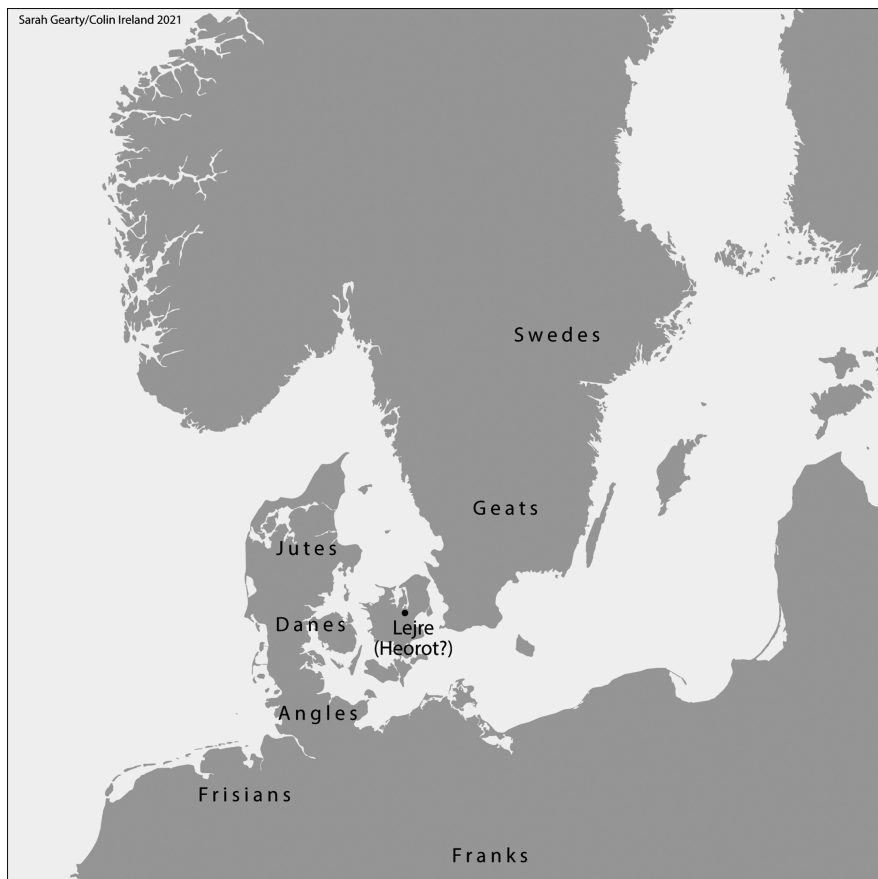 Sarah Gearty/Colin Ireland 2021
Swedes
Geats
Jutes
Danes
Lejre
(Heorot?)
Angles
Frisians
Franks